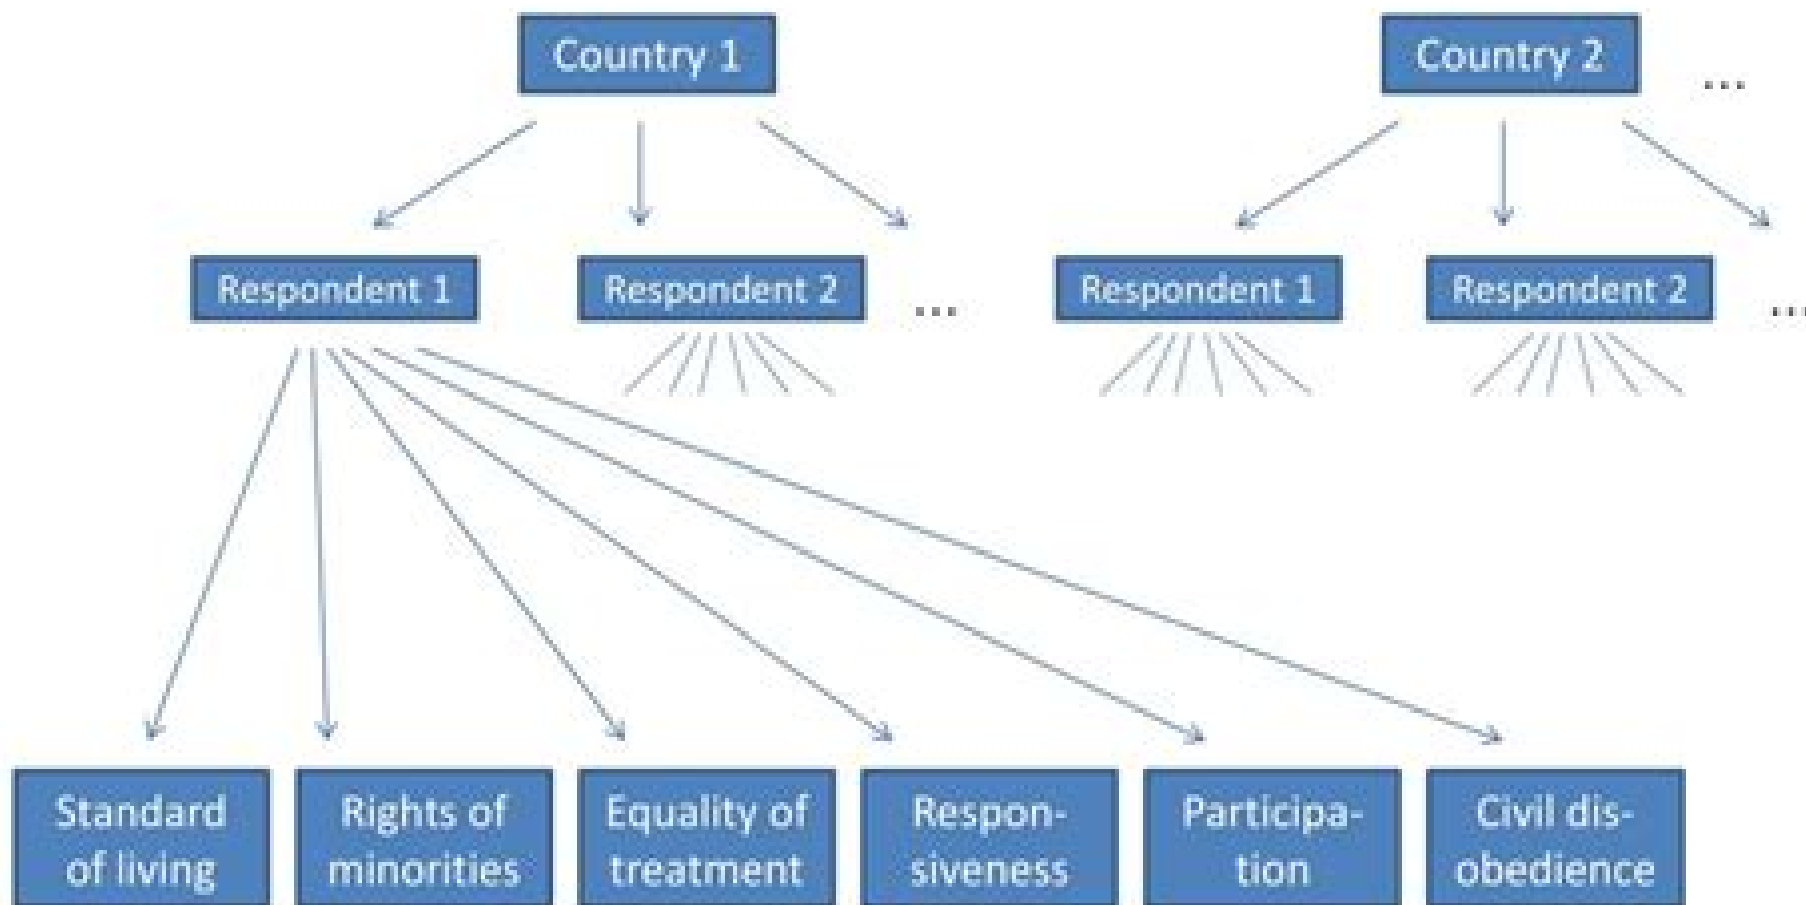 Country 1
Country 2
...
Respondent 1
Respondent 2
...
Respondent 1
Respondent 2
...
Standard
of living
Rights of
minorities
Equality of
treatment
Respon-
siveness
Participa-
tion
Civil dis-
obedience